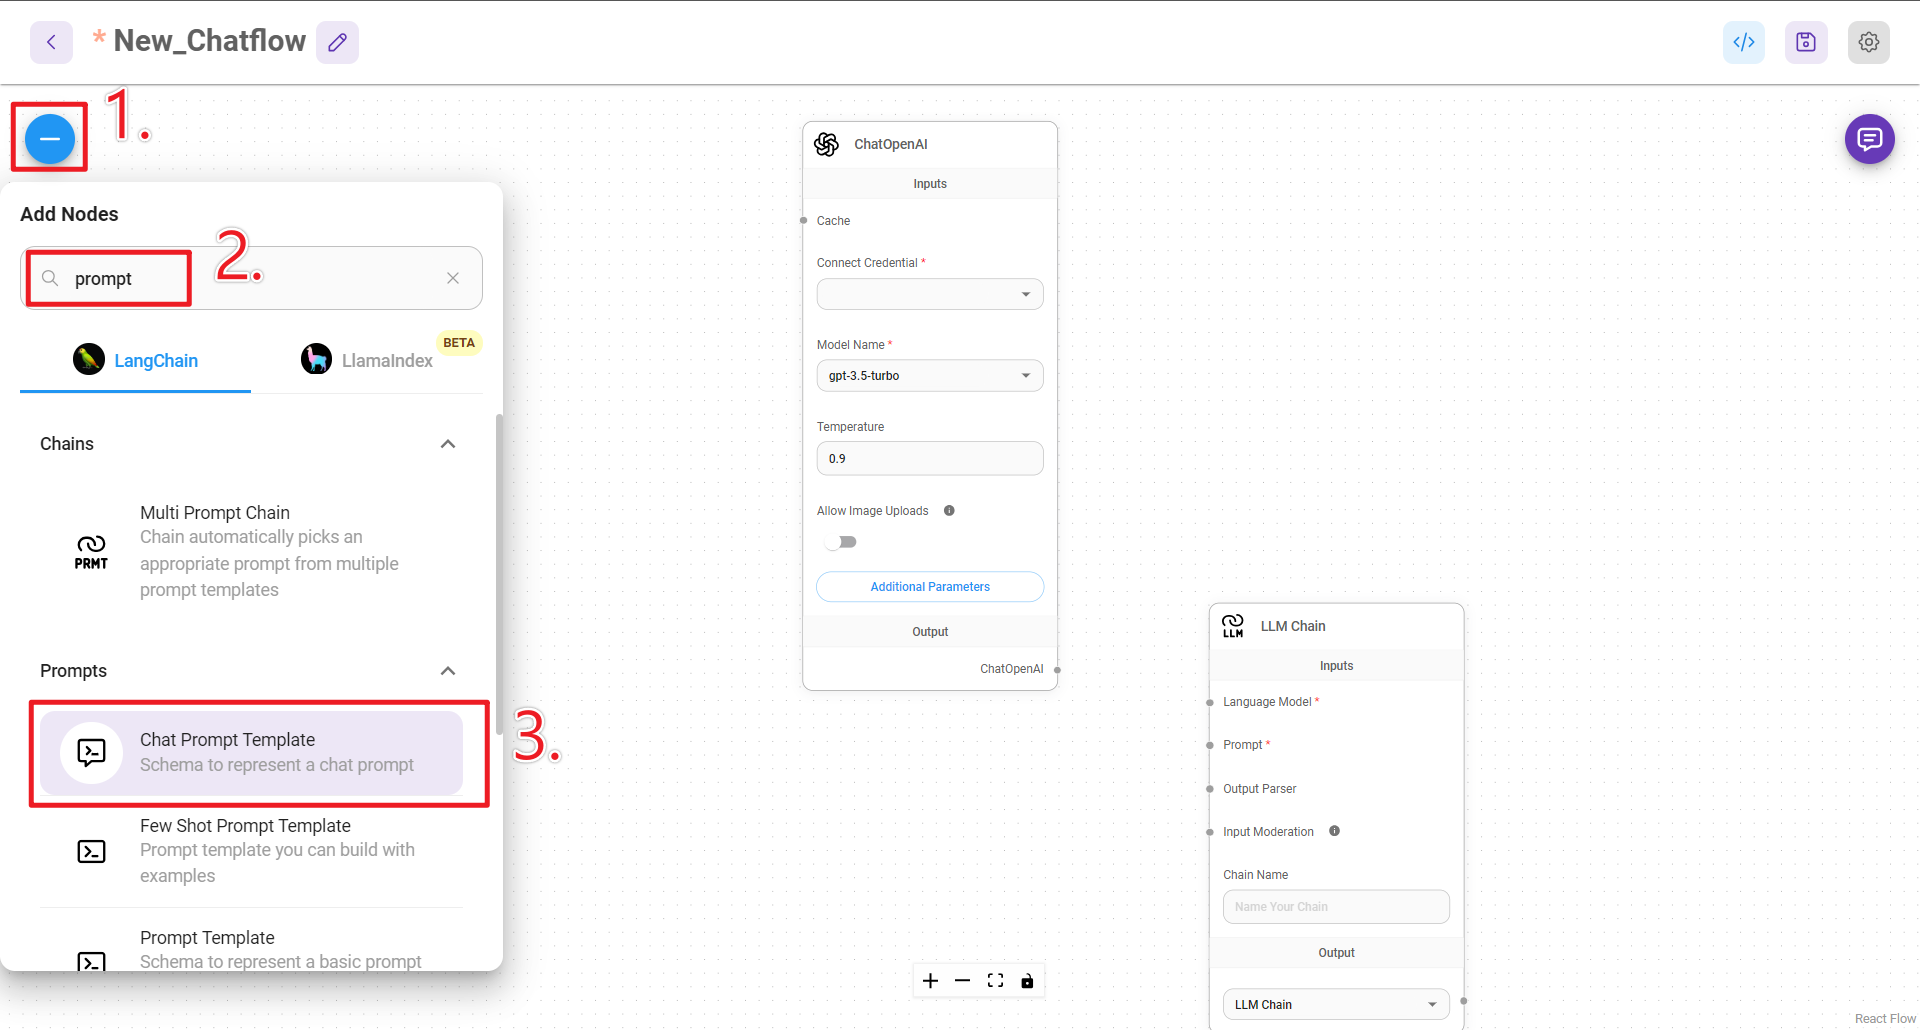 * New_Chatflow
1.
Add Nodes
prompt
2.
LangChain
LlamaIndex
BETA
Chains
PRMT
Multi Prompt Chain
Chain automatically picks an
appropriate prompt from multiple
prompt templates
Prompts
Chat Prompt Template
Schema to represent a chat prompt
3.
Few Shot Prompt Template
Prompt template you can build with
examples
Prompt Template
Schema to represent a basic prompt
ChatOpenAI
Inputs
Cache
Connect Credential *
Model Name *
gpt-3.5-turbo
Temperature
0.9
Allow Image Uploads
Additional Parameters
Output
ChatOpenAI
LLM
LLM Chain
Inputs
Language Model *
Prompt *
Output Parser
Input Moderation
Chain Name
Name Your Chain
Output
LLM Chain
React Flow